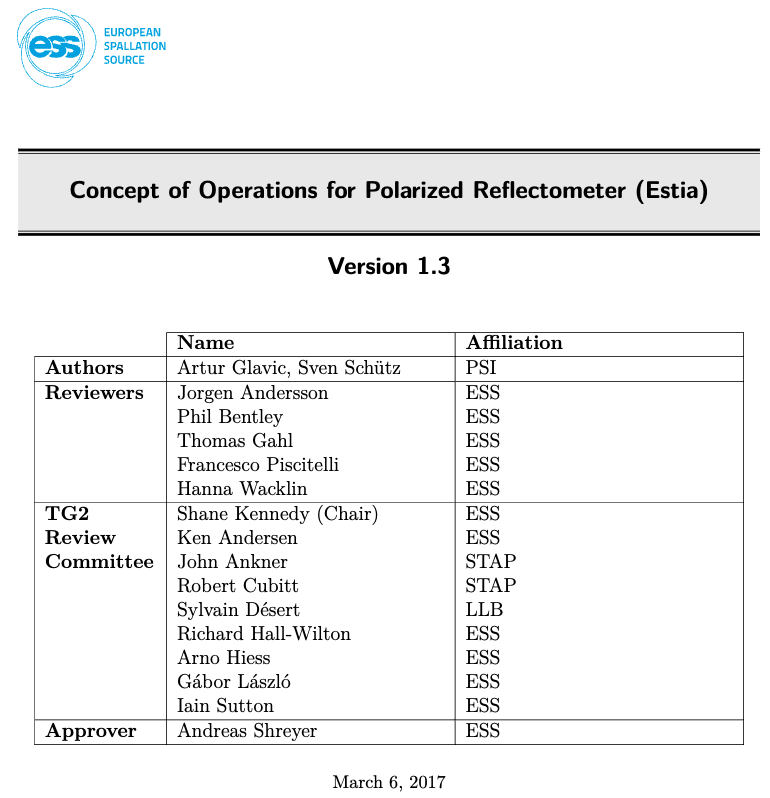 ess
EUROPEAN
SPALLATION
SOURCE
Concept of Operations for Polarized Reflectometer (Estia)
Version 1.3
Name Affiliation
Authors Artur Glavic, Sven Schütz PSI
Reviewers Jorgen Andersson ESS
Phil Bentley ESS
Thomas Gahl ESS
Francesco Piscitelli ESS
Hanna Wacklin ESS
TG2 Shane Kennedy (Chair) ESS
Review Ken Andersen ESS
Committee John Ankner STAP
Robert Cubitt STAP
Sylvain Désert LLB
Richard Hall-Wilton ESS
Arno Hiess ESS
Gábor László ESS
Iain Sutton ESS
Approver Andreas Shreyer ESS
March 6, 2017